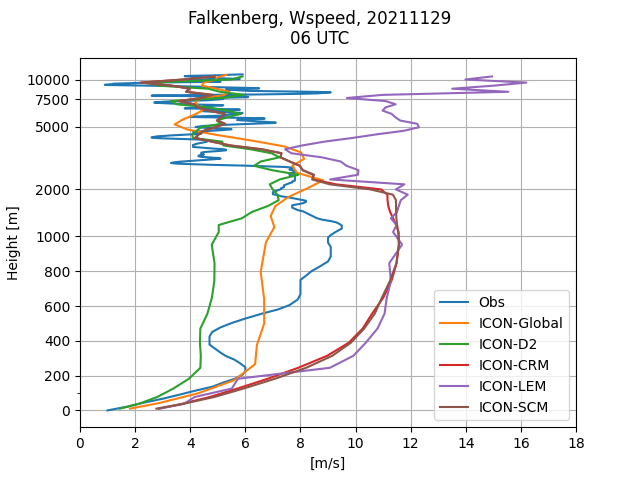 Falkenberg, Wspeed, 20211129
06 UTC
10000
7500
5000
2000
1000
800
600
400
200
0
Height [m]
0 2 4 6 8 10 12 14 16 18
[m/s]
Obs
ICON-Global
ICON-D2
ICON-CRM
ICON-LEM
ICON-SCM